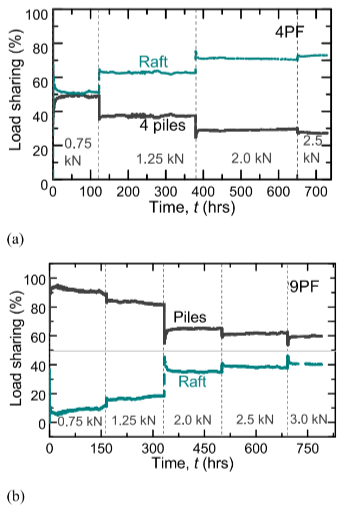 100
80
60
40
20
0
Load sharing (%)
4PF
Raft
4 piles
0.75
kN
1.25 kN
2.0 kN
2.5
kN
0 100 200 300 400 500 600 700
Time, t (hrs)
(a)
100
80
60
40
20
0
Load sharing (%)
9PF
Piles
Raft
0.75 kN 1.25 kN 2.0 kN 2.5 kN 3.0 kN
0 150 300 450 600 750
Time, t (hrs)
(b)